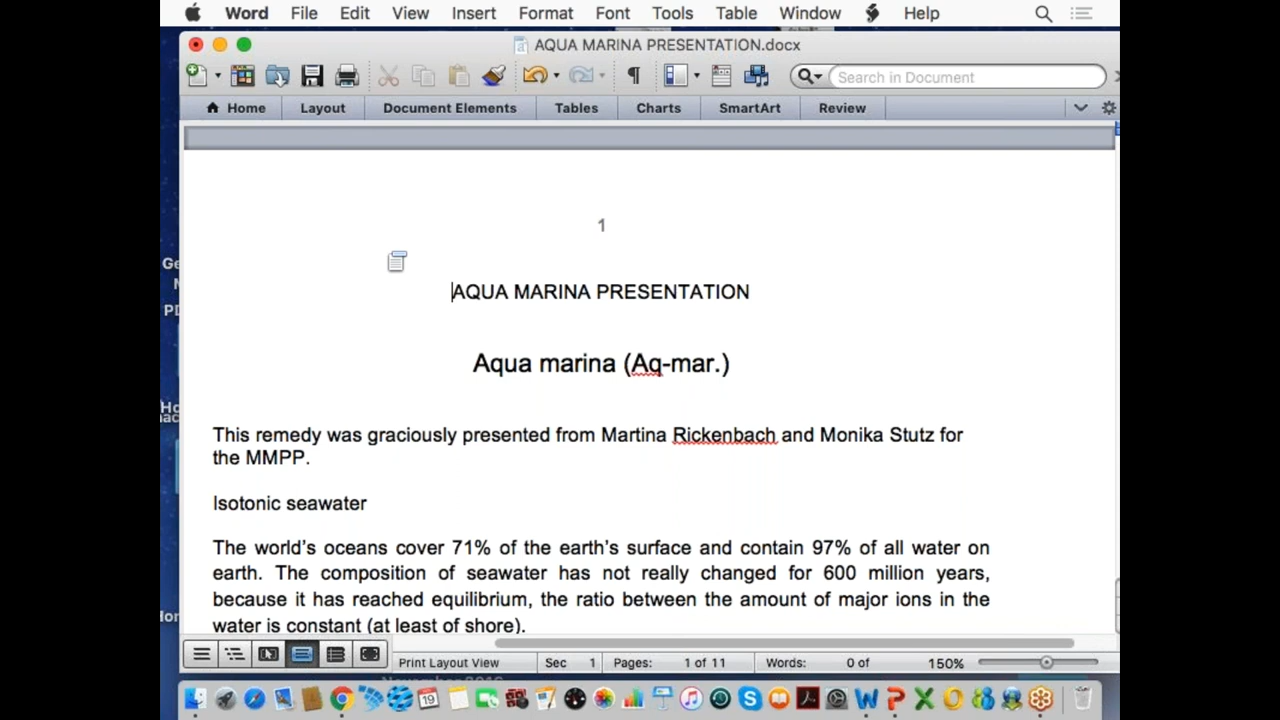 Word File Edit View Insert Format Font Tools Table Window Help
AQUA MARINA PRESENTATION.docx
Search in Document
Home Layout Document Elements Tables Charts SmartArt Review
1
AQUA MARINA PRESENTATION
Aqua marina (Aq-mar.)
This remedy was graciously presented from Martina Rickenbach and Monika Stutz for
the MMPP.
Isotonic seawater
The world's oceans cover 71% of the earth's surface and contain 97% of all water on
earth. The composition of seawater has not really changed for 600 million years,
because it has reached equilibrium, the ratio between the amount of major ions in the
water is constant (at least of shore).
Print Layout View Sec 1 Pages: 1 of 11 Words: 0 of 150%
19